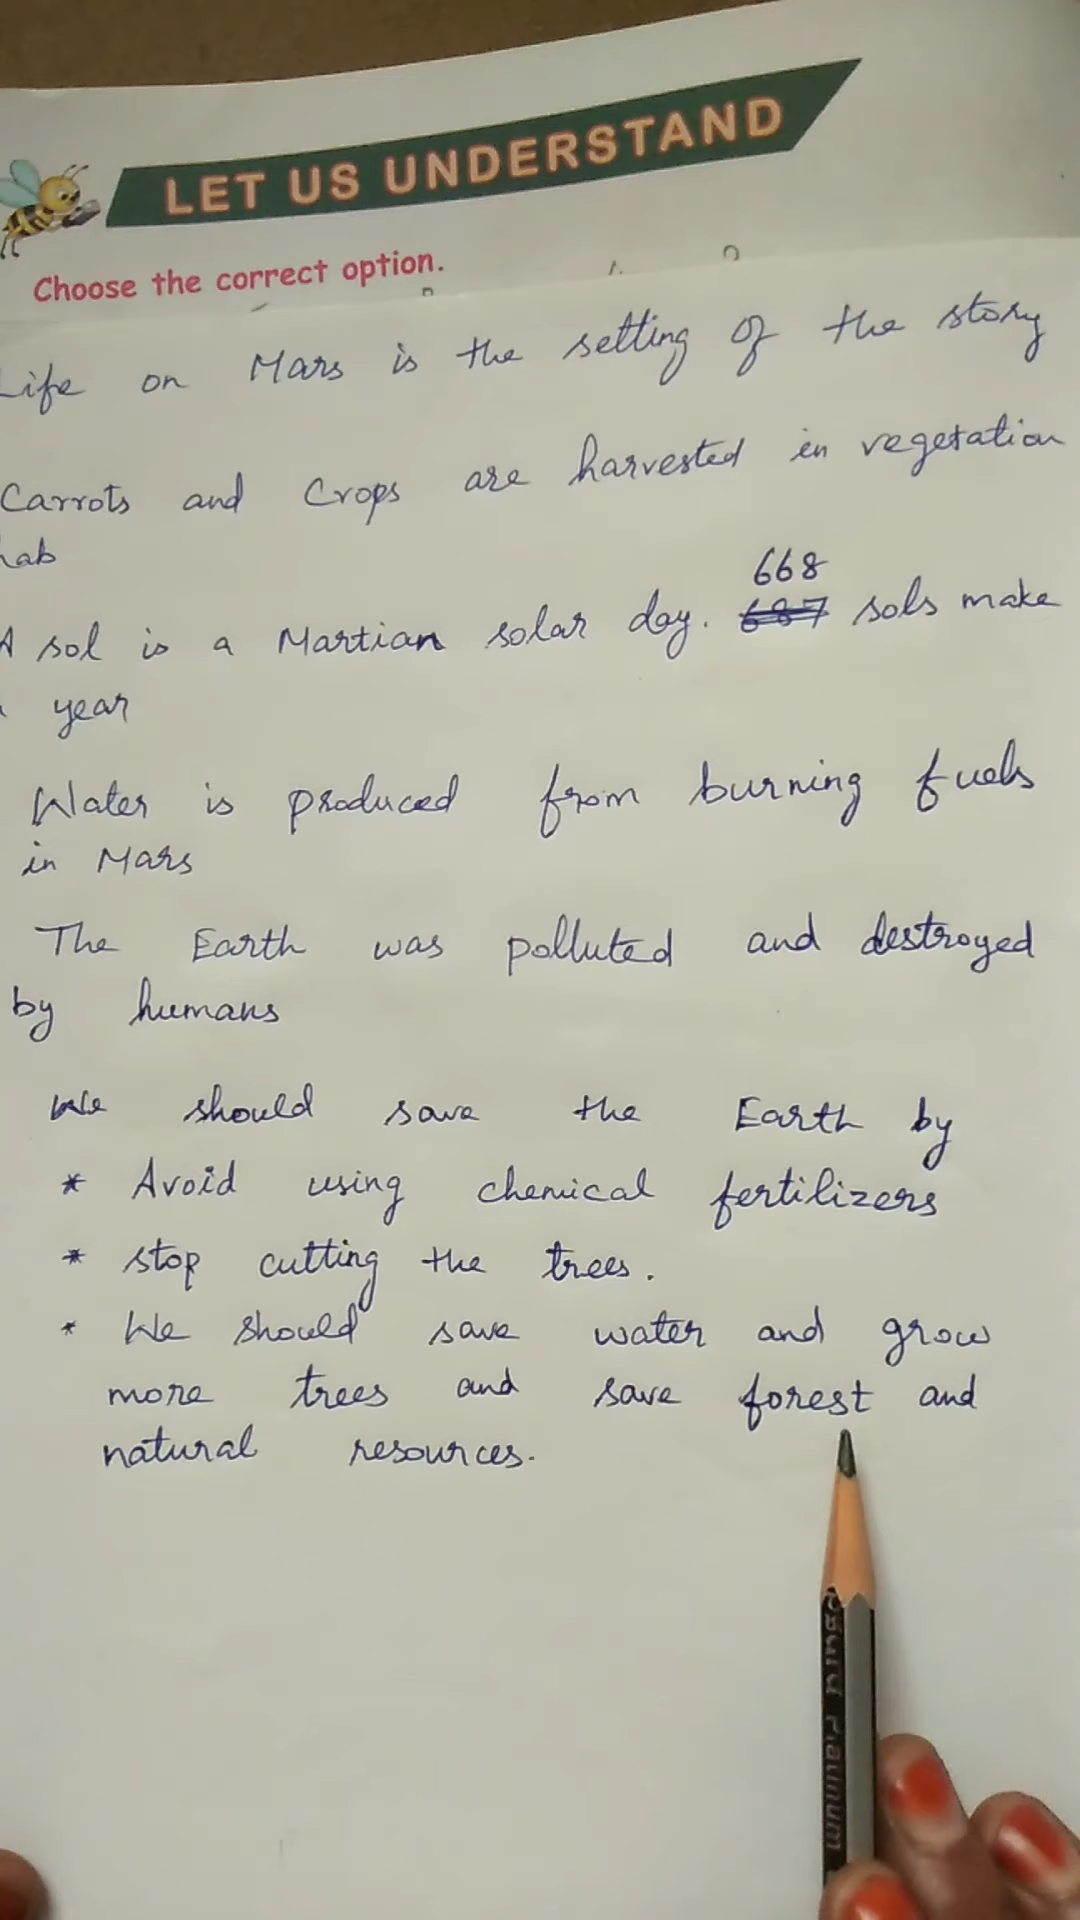 LET US UNDERSTAND
Choose the correct option.
Life on Mars is the setting of the story
Carrots and Crops are harvested in vegetation
hab
A sol is a Martian solar day. 668 sols make
year
Water is produced from burning fuels
in Mars
The Earth was polluted and destroyed
by humans
We should save the Earth by
* Avoid using chemical fertilizers
* stop cutting the trees.
* We should save water and grow
more trees and save forest and
natural resources.